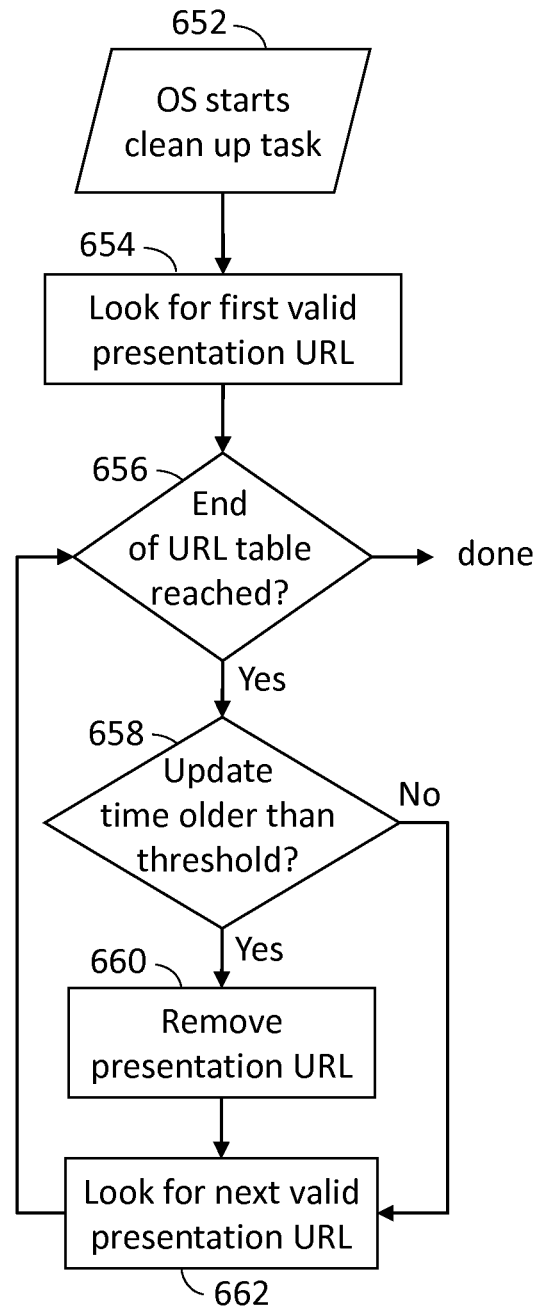 652
OS starts
clean up task
654
Look for first valid
presentation URL
656
End
of URL table
reached?
done
Yes
658
Update
time older than
threshold?
No
Yes
660
Remove
presentation URL
Look for next valid
presentation URL
662